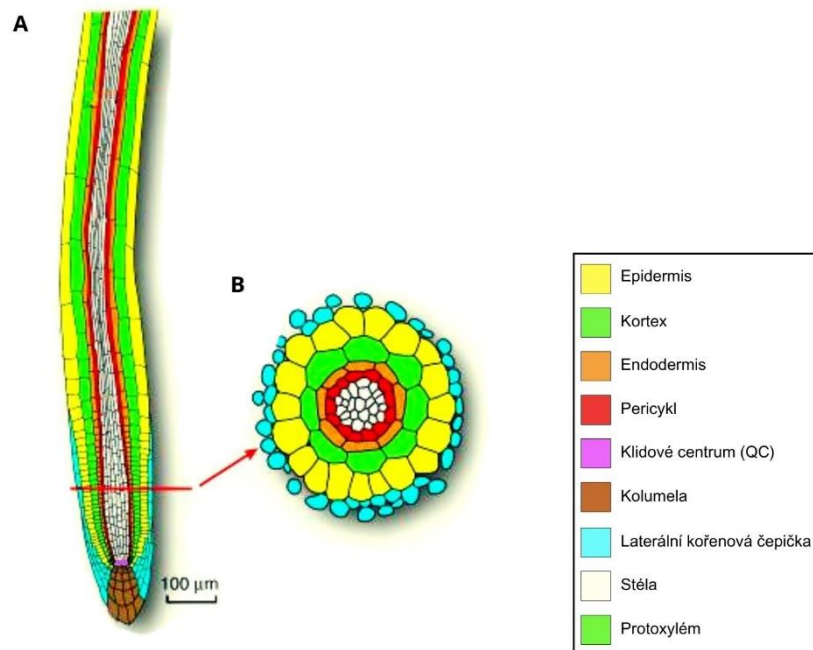 A
B
100 μm
Epidermis
Kortex
Endodermis
Pericykl
Klidové centrum (QC)
Kolumela
Laterální kořenová čepička
Stéla
Protoxylém